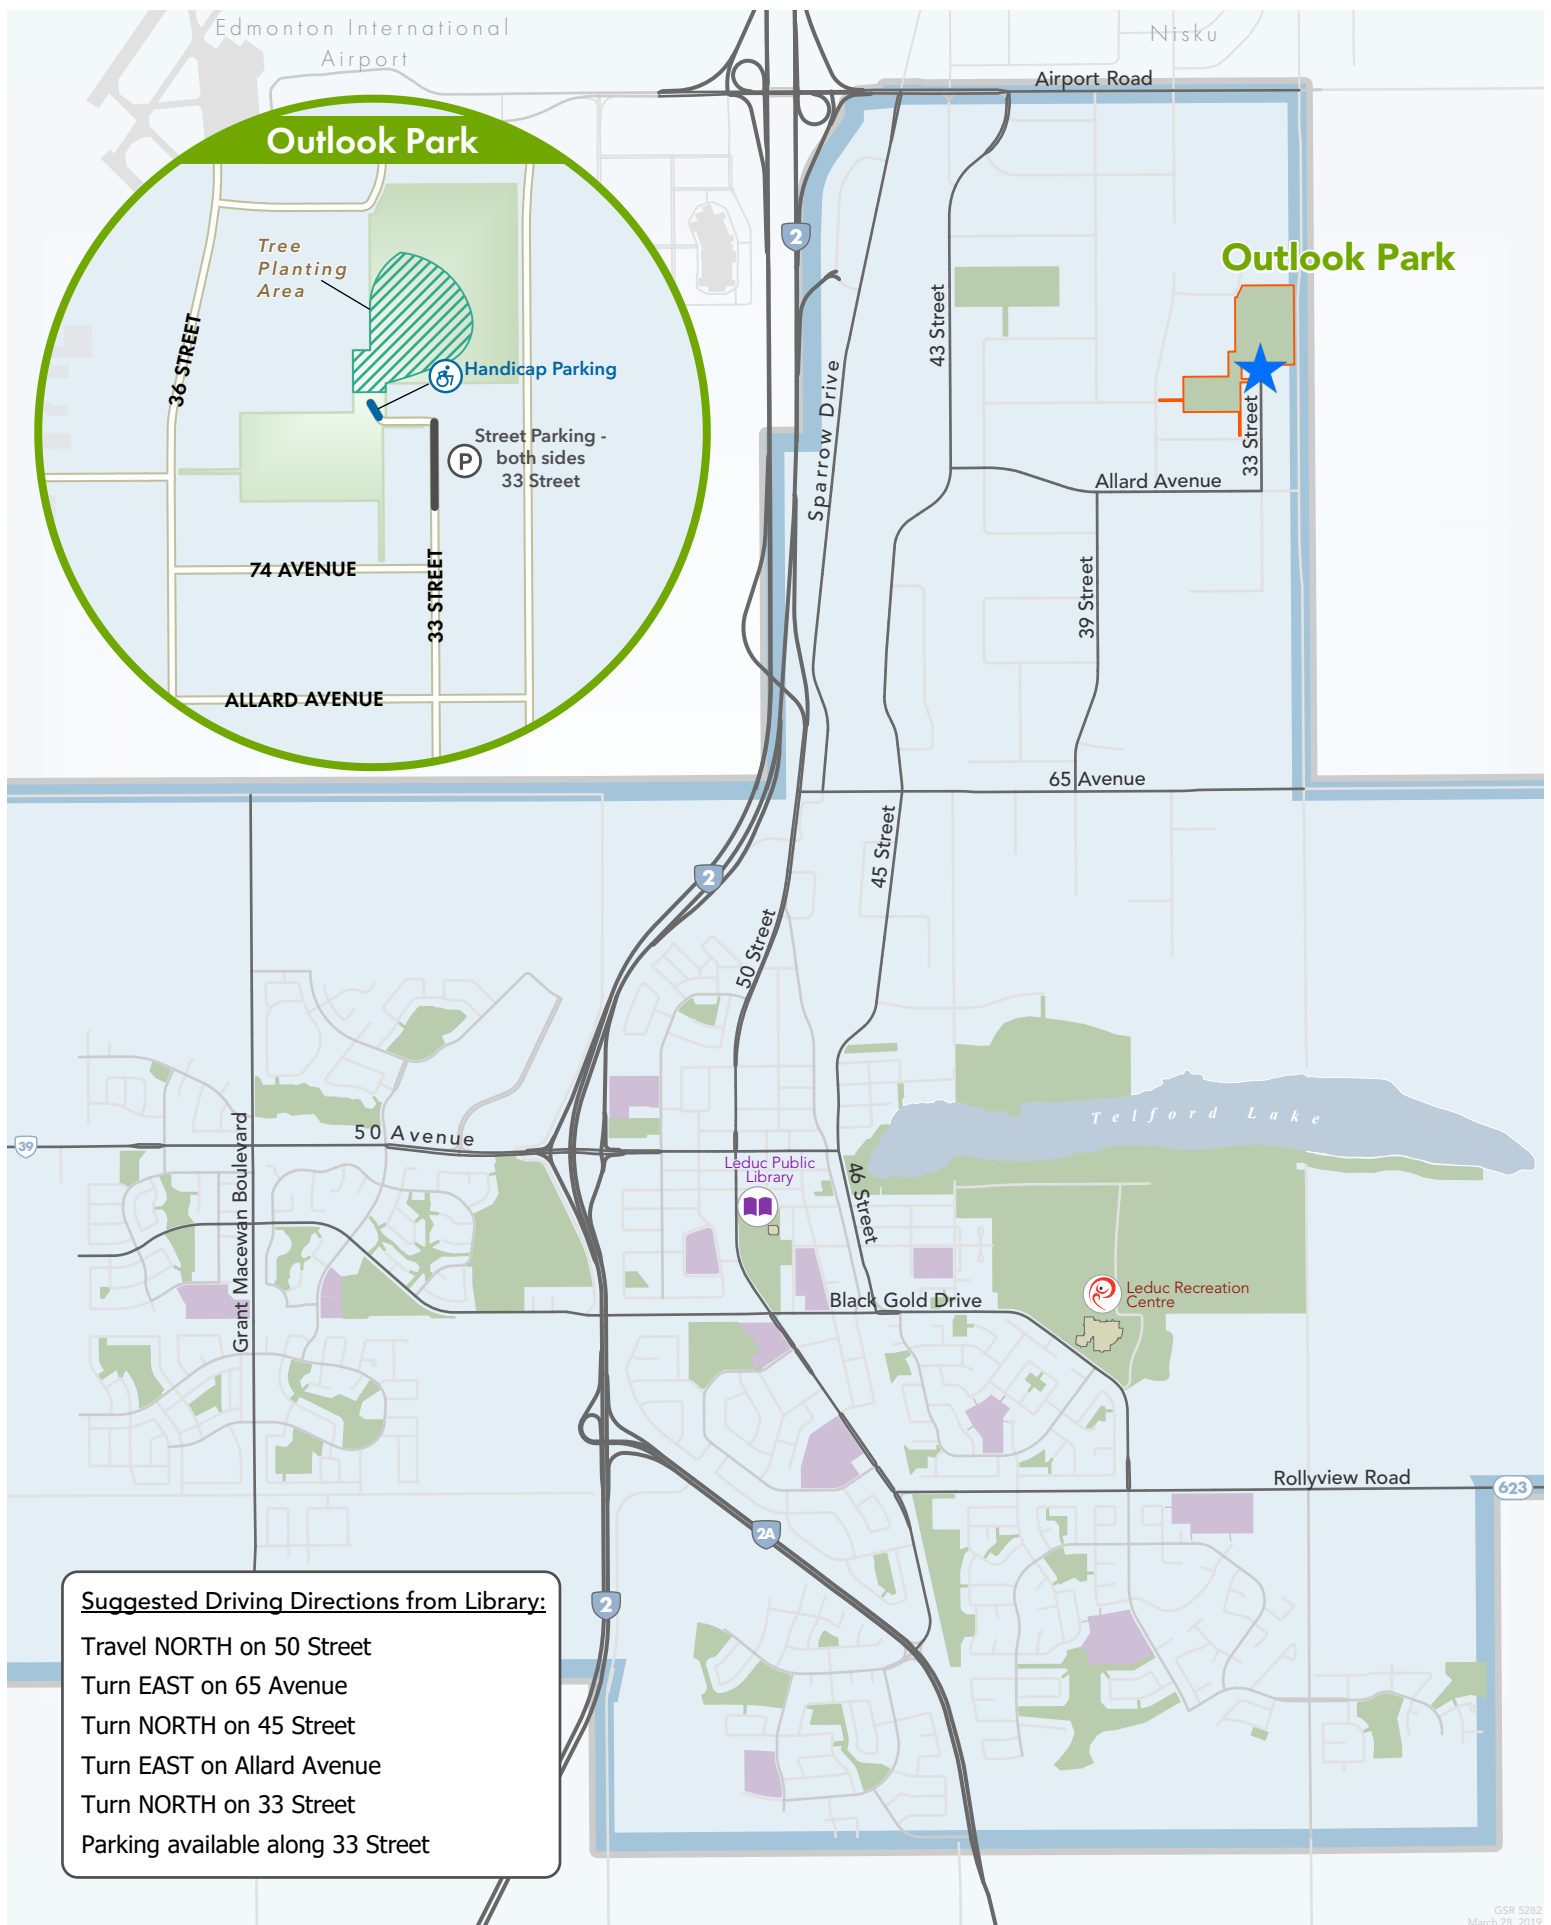 Edmonton International
Airport
Nisku
Airport Road
Outlook Park
Tree
Planting
Area
36 STREET
Handicap Parking
P
Street Parking -
both sides
33 Street
74 AVENUE
33 STREET
ALLARD AVENUE
2
Outlook Park
43 Street
Sparrow Drive
33 Street
Allard Avenue
39 Street
65 Avenue
45 Street
2
50 Street
Telford Lake
39
50 Avenue
Grant Macewan Boulevard
Leduc Public
Library
46 Street
Black Gold Drive
Leduc Recreation
Centre
Rollyview Road
623
2A
2
Suggested Driving Directions from Library:
Travel NORTH on 50 Street
Turn EAST on 65 Avenue
Turn NORTH on 45 Street
Turn EAST on Allard Avenue
Turn NORTH on 33 Street
Parking available along 33 Street
GSR 5282
March 28, 2019